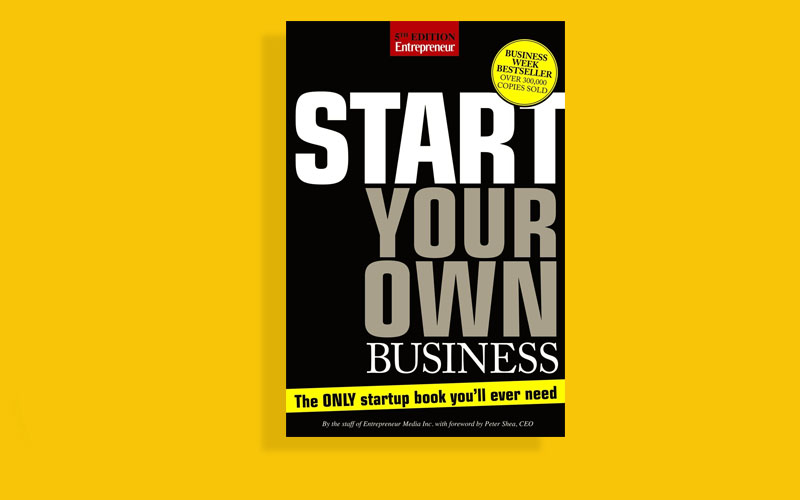 5TH EDITION
Entrepreneur
BUSINESS
WEEK
BESTSELLER
OVER 300,000
COPIES SOLD
START
YOUR
OWN
BUSINESS
The ONLY startup book you'll ever need
By the staff of Entrepreneur Media Inc. with foreword by Peter Shea, CEO